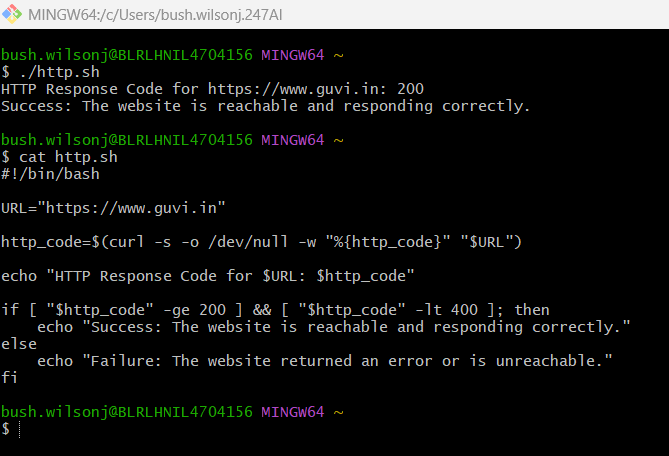 MINGW64:/c/Users/bush.wilsonj.247AI
bush.wilsonj@BLRLHNIL4704156 MINGW64 ~
$ ./http.sh
HTTP Response Code for https://www.guvi.in: 200
Success: The website is reachable and responding correctly.
bush.wilsonj@BLRLHNIL4704156 MINGW64 ~
$ cat http.sh
#!/bin/bash
URL="https://www.guvi.in"
http_code=$(curl -s -o /dev/null -w "%{http_code}" "$URL")
echo "HTTP Response Code for $URL: $http_code"
if [ "$http_code" -ge 200 ] && [ "$http_code" -lt 400 ]; then
    echo "Success: The website is reachable and responding correctly."
else
    echo "Failure: The website returned an error or is unreachable."
fi
bush.wilsonj@BLRLHNIL4704156 MINGW64 ~
$